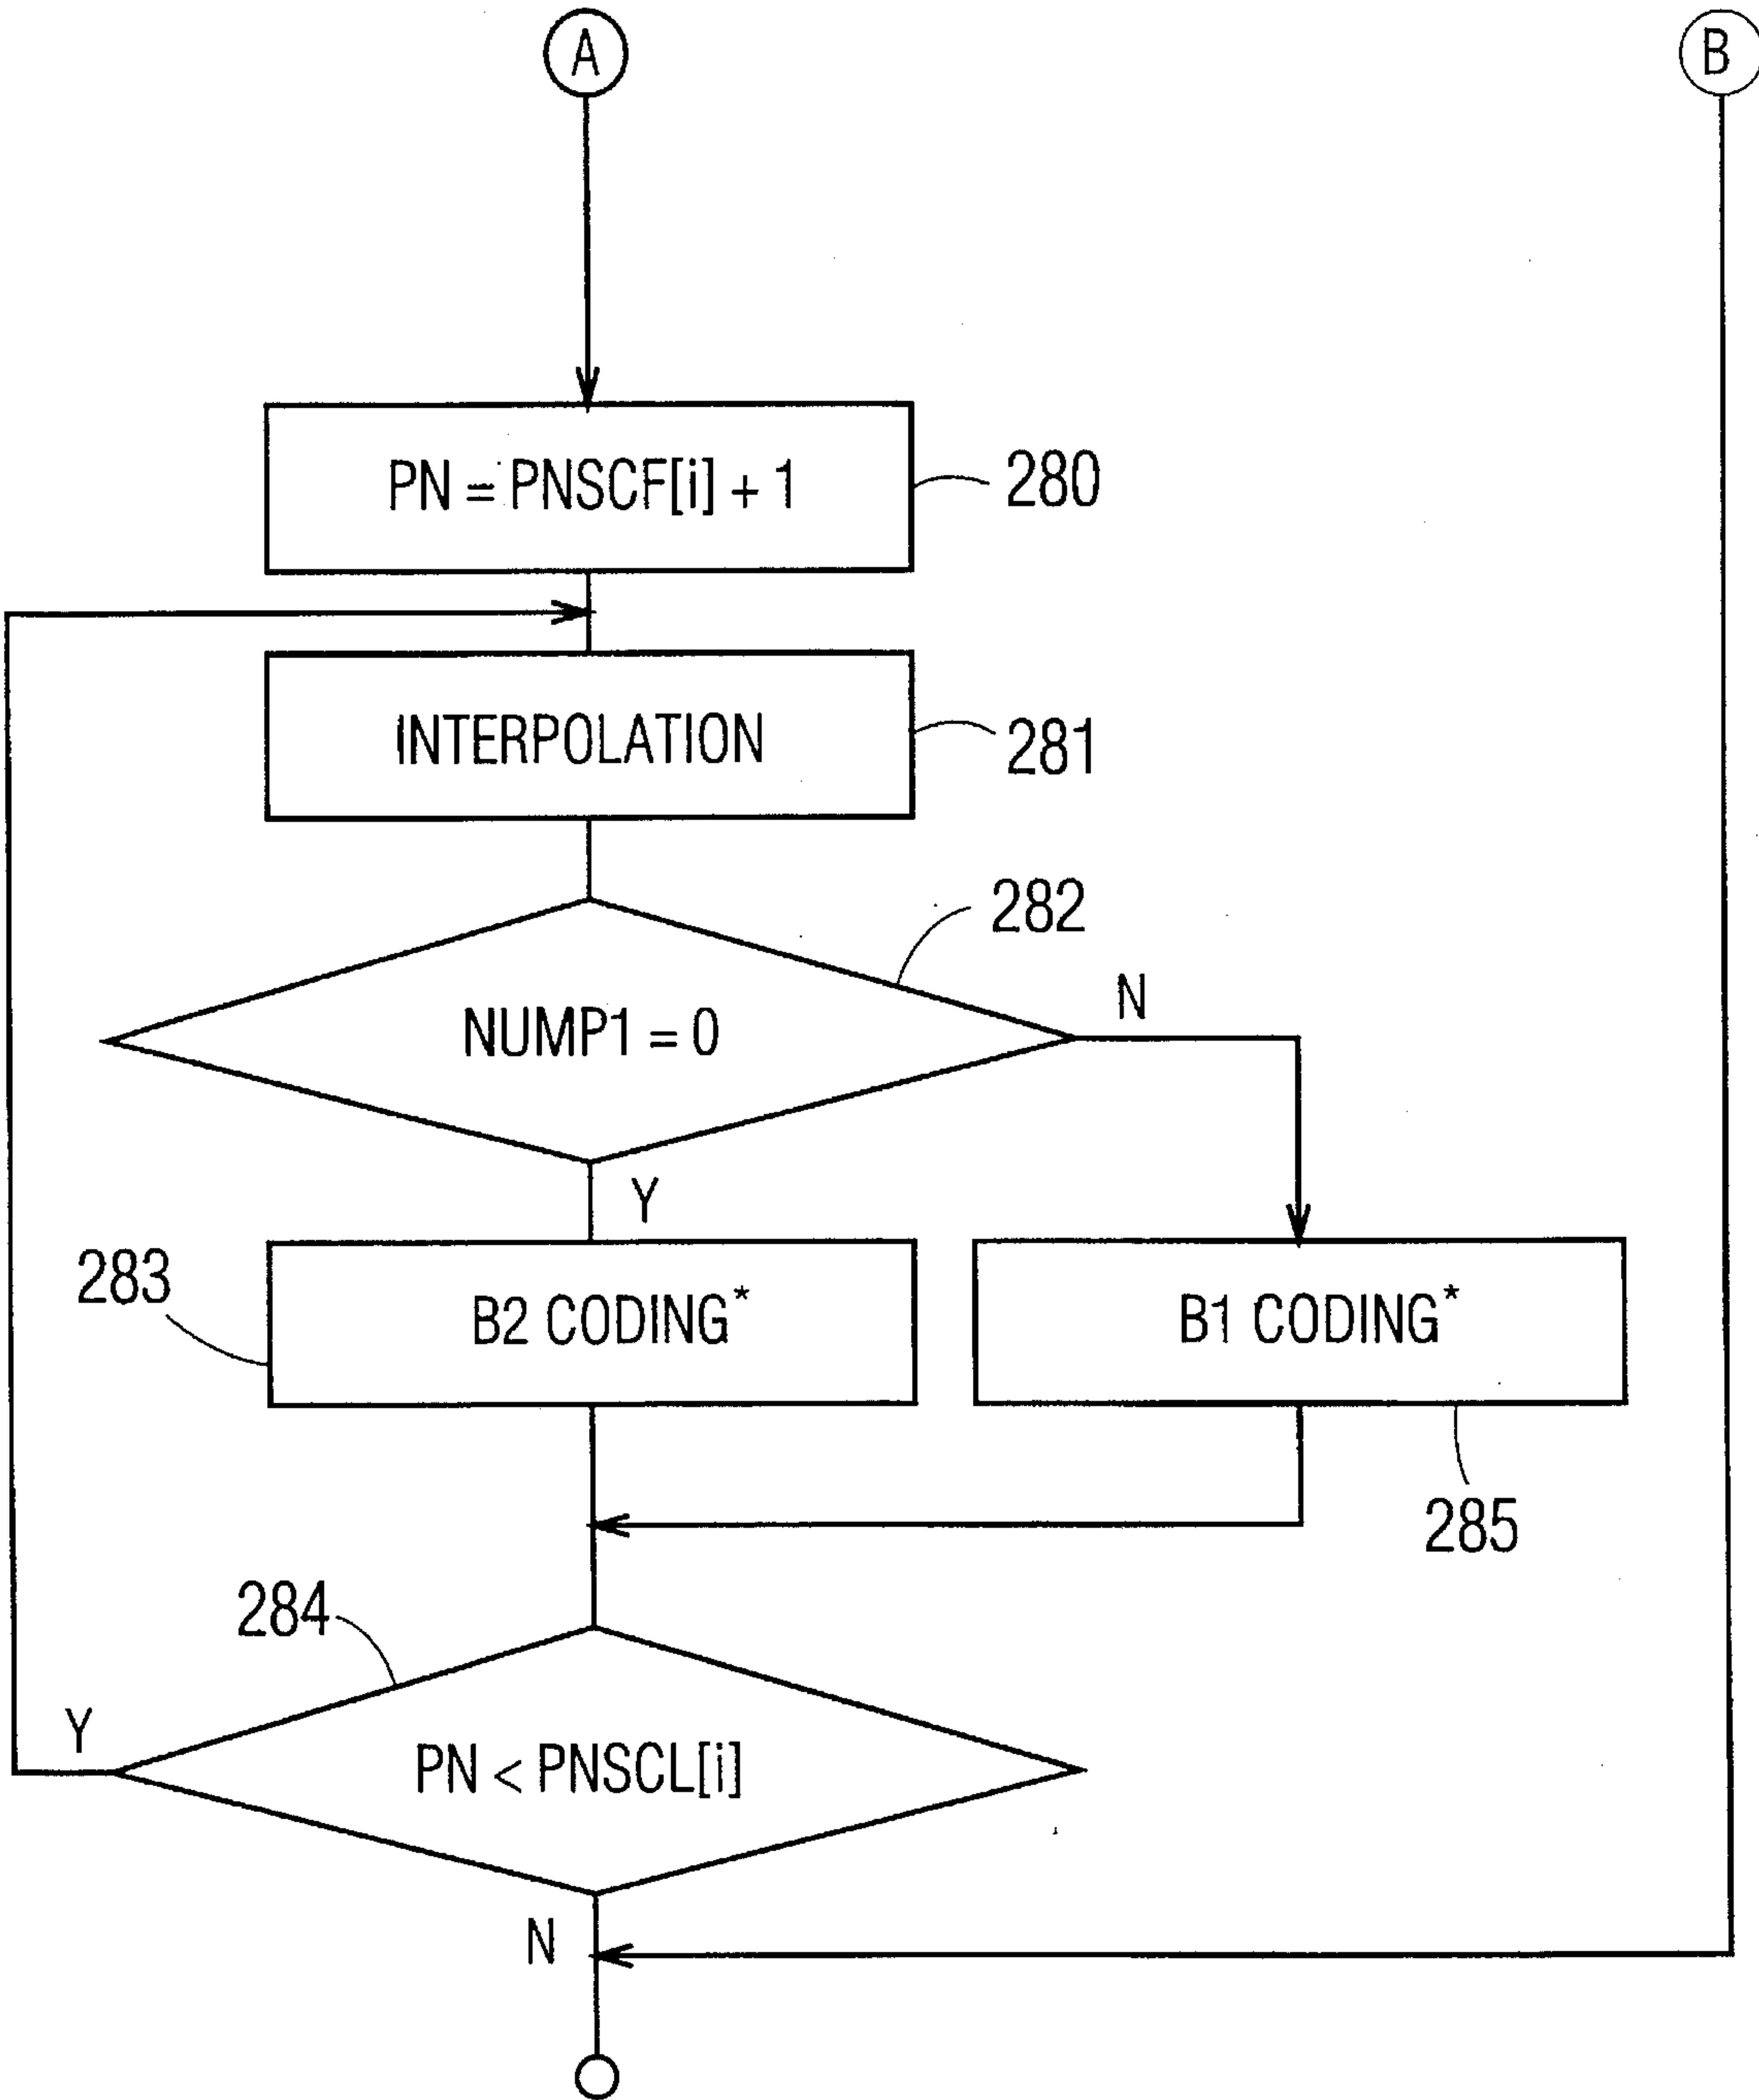 A
B
PN = PNSCF[i] + 1
280
INTERPOLATION
281
282
NUMP1 = 0
N
Y
283
B2 CODING*
B1 CODING*
285
284
Y
PN < PNSCL[i]
N